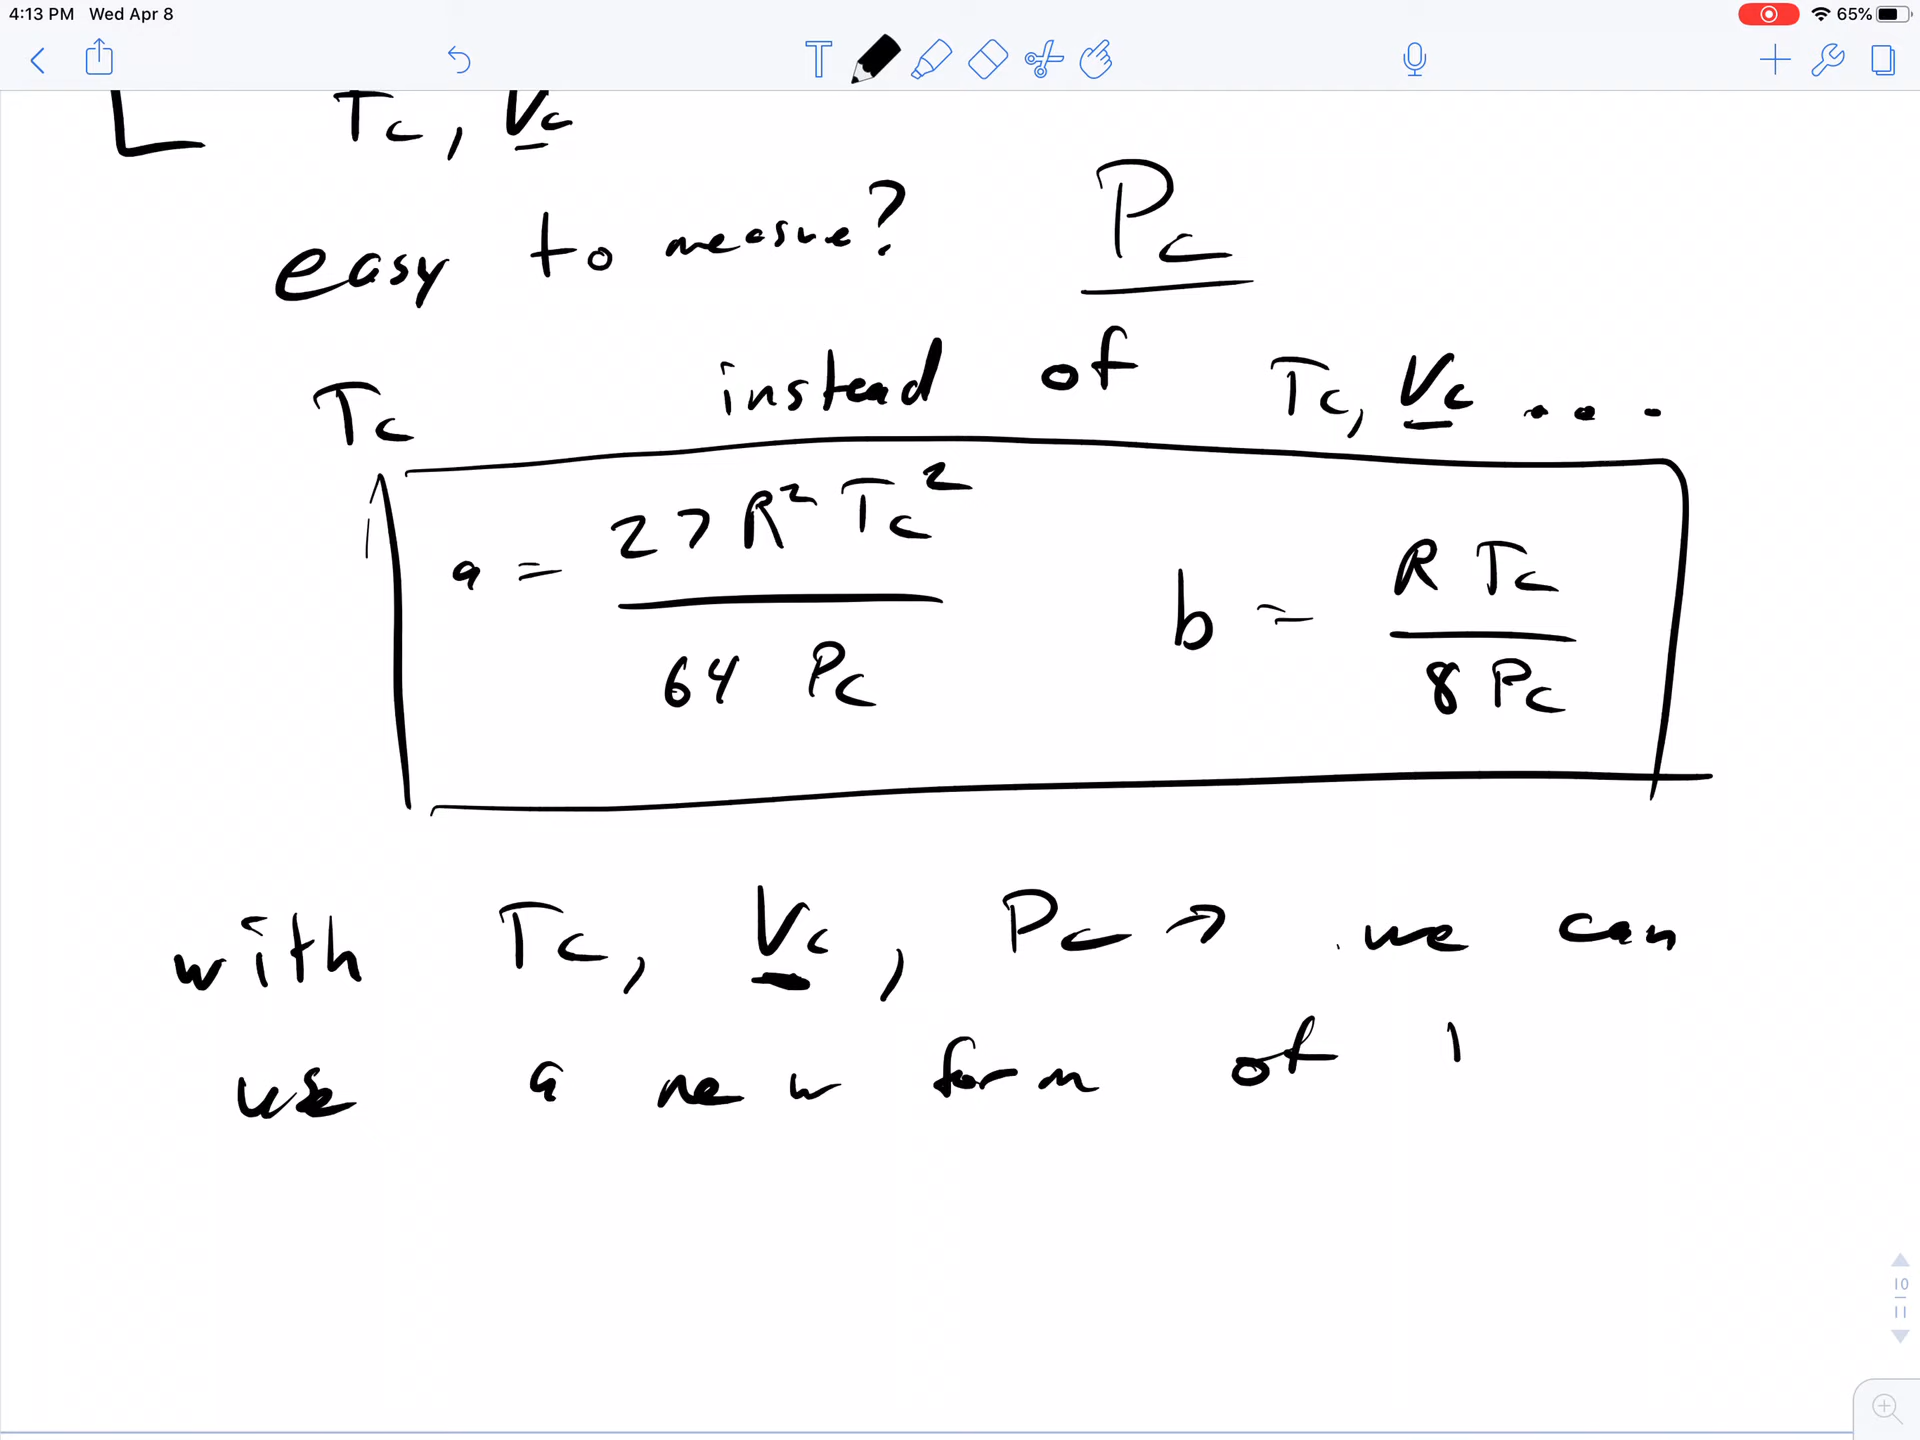 4:13 PM Wed Apr 8 65%
T
Tc, Vc
easy to measure? Pc
Tc instead of Tc, Vc ....
a = 27 R² Tc² / 64 Pc b = R Tc / 8 Pc
with Tc, Vc, Pc → we can
use a new form of
10
11